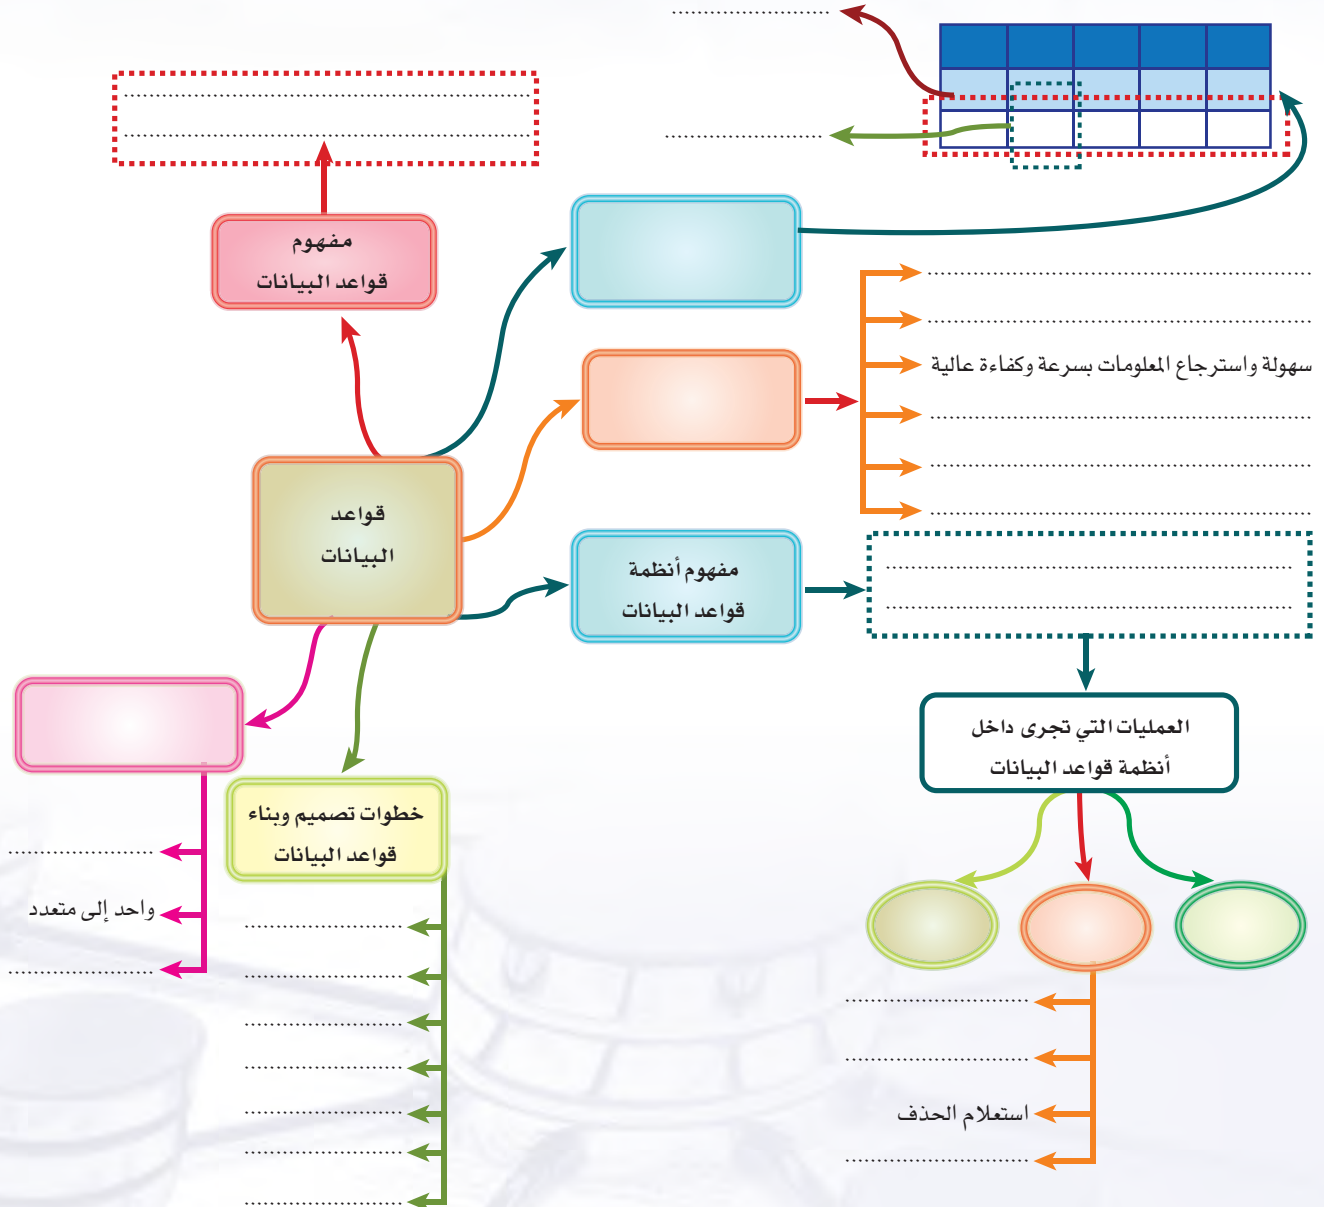 مفهوم
قواعد البيانات
سهولة واسترجاع المعلومات بسرعة وكفاءة عالية
قواعد
البيانات
مفهوم أنظمة
قواعد البيانات
العمليات التي تجرى داخل
أنظمة قواعد البيانات
خطوات تصميم وبناء
قواعد البيانات
واحد إلى متعدد
استعلام الحذف